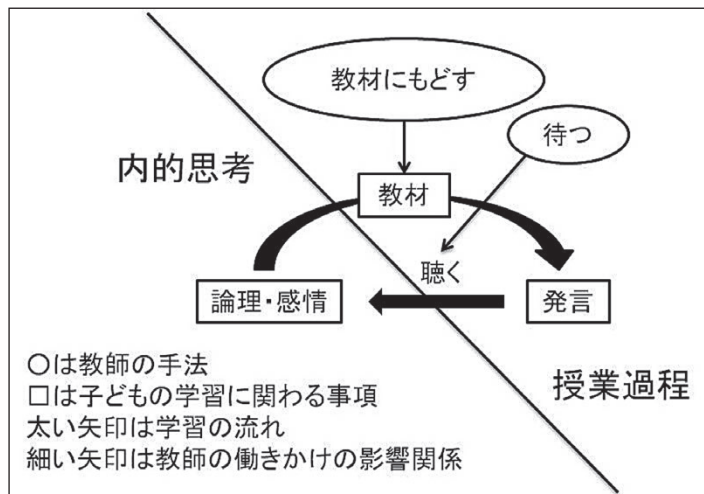 教材にもどす
待つ
内的思考
教材
聴く
論理・感情
発言
授業過程
○は教師の手法
□は子どもの学習に関わる事項
太い矢印は学習の流れ
細い矢印は教師の働きかけの影響関係